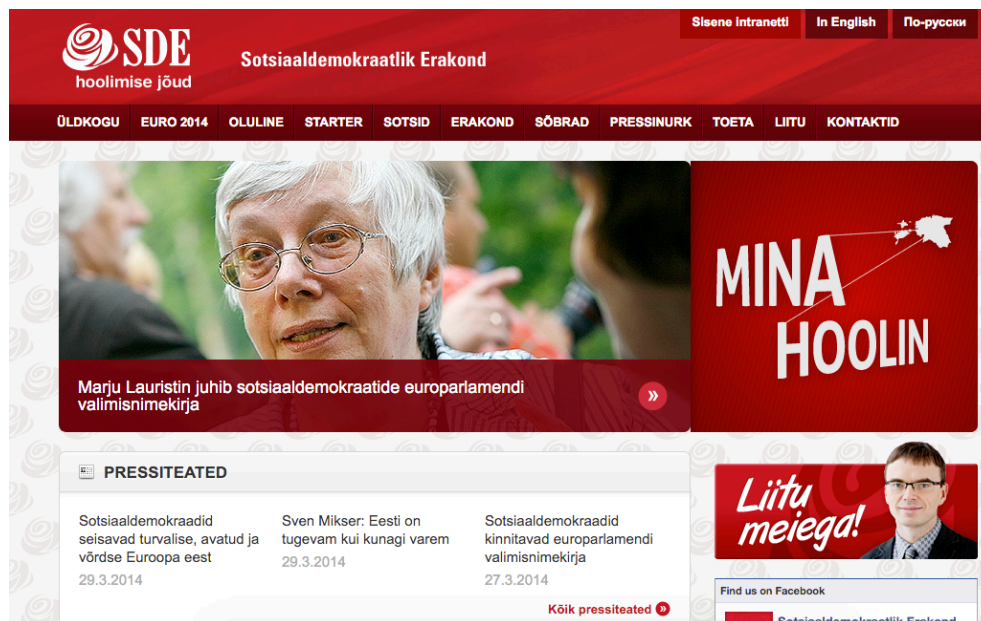 Sisene intranetti
In English
По-русски
SDE
hoolimise jõud
Sotsiaaldemokraatlik Erakond
ÜLDKOGU
EURO 2014
OLULINE
STARTER
SOTSID
ERAKOND
SÕBRAD
PRESSINURK
TOETA
LIITU
KONTAKTID
Marju Lauristin juhib sotsiaaldemokraatide europarlamendi
valimisnimekirja
MINA
HOOLIN
PRESSITEATED
Sotsiaaldemokraadid
seisavad turvalise, avatud ja
võrdse Euroopa eest
29.3.2014
Sven Mikser: Eesti on
tugevam kui kunagi varem
29.3.2014
Sotsiaaldemokraadid
kinnitavad europarlamendi
valimisnimekirja
27.3.2014
Kõik pressiteated
Liitu
meiega!
Find us on Facebook
Sotsiaaldemokraatlik Erakond